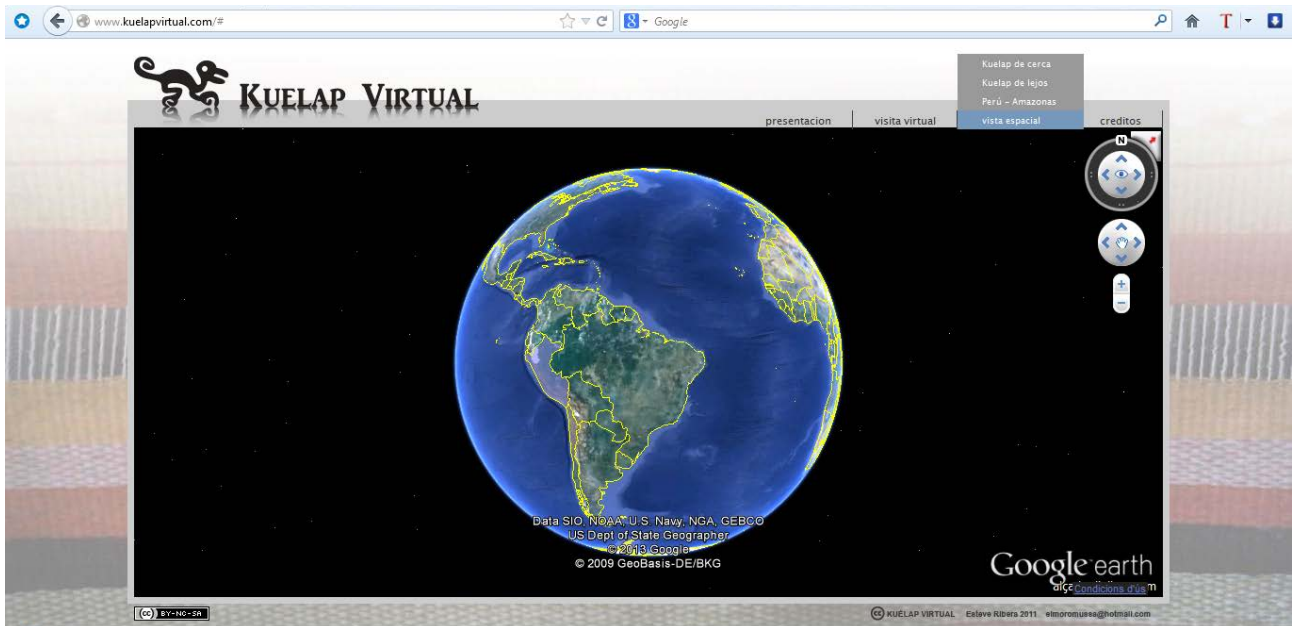 www.kuelapvirtual.com/#
Google
T
KUELAP VIRTUAL
Kuelap de cerca
Kuelap de lejos
Perú - Amazonas
presentacion
visita virtual
vista espacial
creditos
N
Data SIO, NOAA, U.S. Navy, NGA, GEBCO
US Dept of State Geographer
© 2013 Google
© 2009 GeoBasis-DE/BKG
Google earth
Condicions d'ús
(cc) BY-NC-SA
(cc) KUÉLAP VIRTUAL Esteve Ribera 2011 elmoromussa@hotmail.com